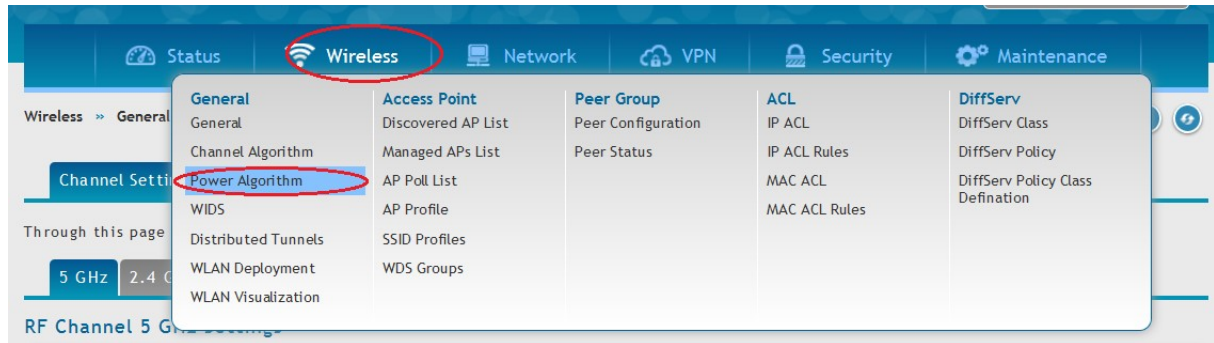 Status Wireless Network VPN Security Maintenance
Wireless » General
General
General
Channel Algorithm
Power Algorithm
WIDS
Distributed Tunnels
WLAN Deployment
WLAN Visualization
Access Point
Discovered AP List
Managed APs List
AP Poll List
AP Profile
SSID Profiles
WDS Groups
Peer Group
Peer Configuration
Peer Status
ACL
IP ACL
IP ACL Rules
MAC ACL
MAC ACL Rules
DiffServ
DiffServ Class
DiffServ Policy
DiffServ Policy Class
Defination
Channel Setti
Through this page
5 GHz 2.4
RF Channel 5